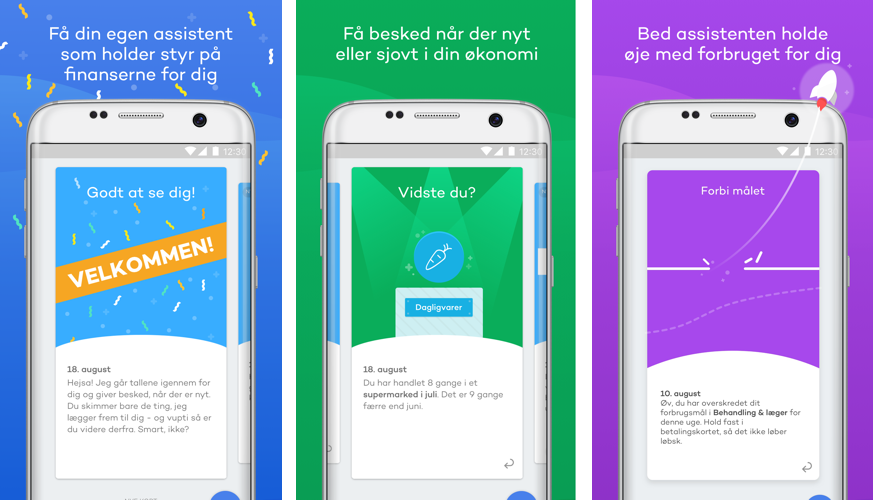 Få din egen assistent
som holder styr på
finanserne for dig
12:30
Godt at se dig!
VELKOMMEN!
18. august
Hejsa! Jeg går tallene igennem for
dig og giver besked, når der er nyt.
Du skimmer bare de ting, jeg
lægger frem til dig – og vupti så er
du videre derfra. Smart, ikke?
Få besked når der nyt
eller sjovt i din økonomi
12:30
Vidste du?
Dagligvarer
18. august
Du har handlet 8 gange i et
supermarked i juli. Det er 9 gange
færre end juni.
Bed assistenten holde
øje med forbruget for dig
12:30
Forbi målet
10. august
Øv, du har overskredet dit
forbrugsmål i Behandling & læger for
denne uge. Hold fast i
betalingskortet, så det ikke løber
løbsk.